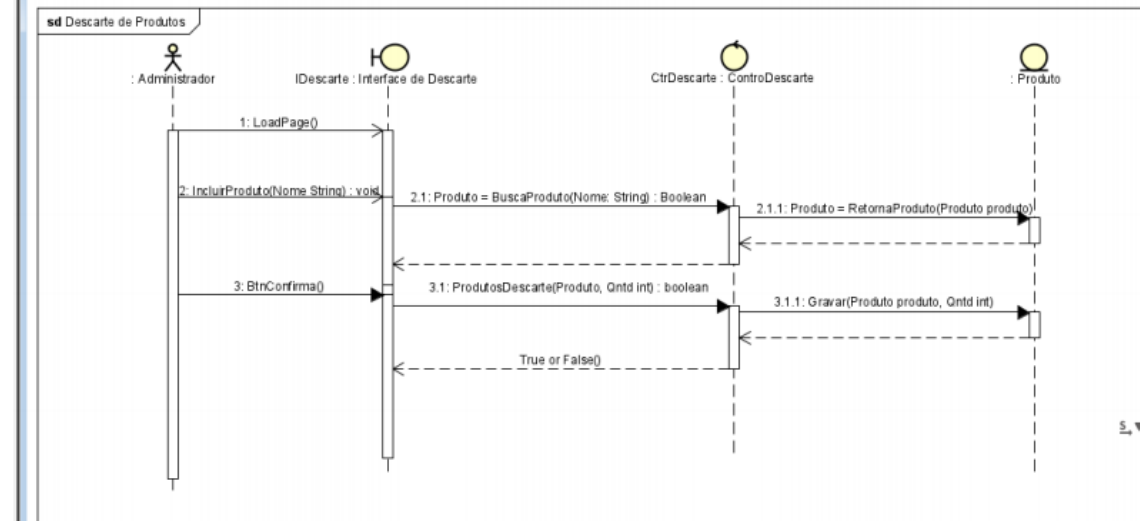 sd Descarte de Produtos
: Administrador
IDescarte : Interface de Descarte
CtrDescarte : ControDescarte
: Produto
1: LoadPage()
2: IncluirProduto(Nome String) : void
2.1: Produto = BuscaProduto(Nome: String) : Boolean
2.1.1: Produto = RetornaProduto(Produto produto)
3: BtnConfirma()
3.1: ProdutosDescarte(Produto, Qntd int) : boolean
3.1.1: Gravar(Produto produto, Qntd int)
True or False()
S